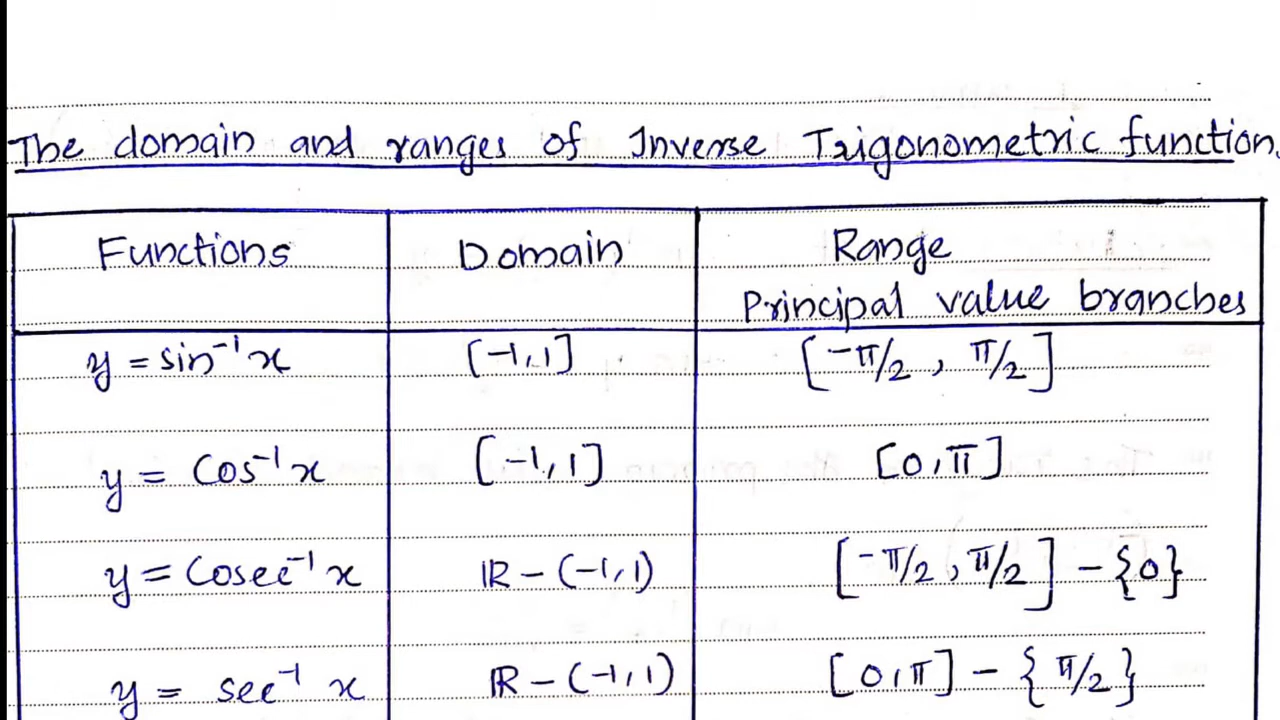 The domain and ranges of Inverse Trigonometric function.
Functions Domain Range
Principal value branches
y = sin⁻¹x [-1,1] [-π/2, π/2]
y = Cos⁻¹x [-1,1] [0,π]
y = Cosec⁻¹x ℝ-(-1,1) [-π/2, π/2] - {0}
y = sec⁻¹ x ℝ-(-1,1) [0,π] - {π/2}